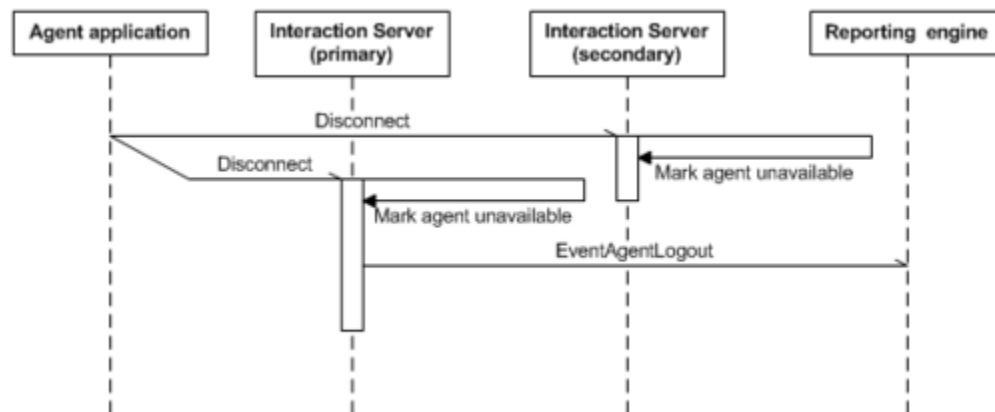 Agent application
Interaction Server
(primary)
Interaction Server
(secondary)
Reporting engine
Disconnect
Disconnect
Mark agent unavailable
Mark agent unavailable
EventAgentLogout